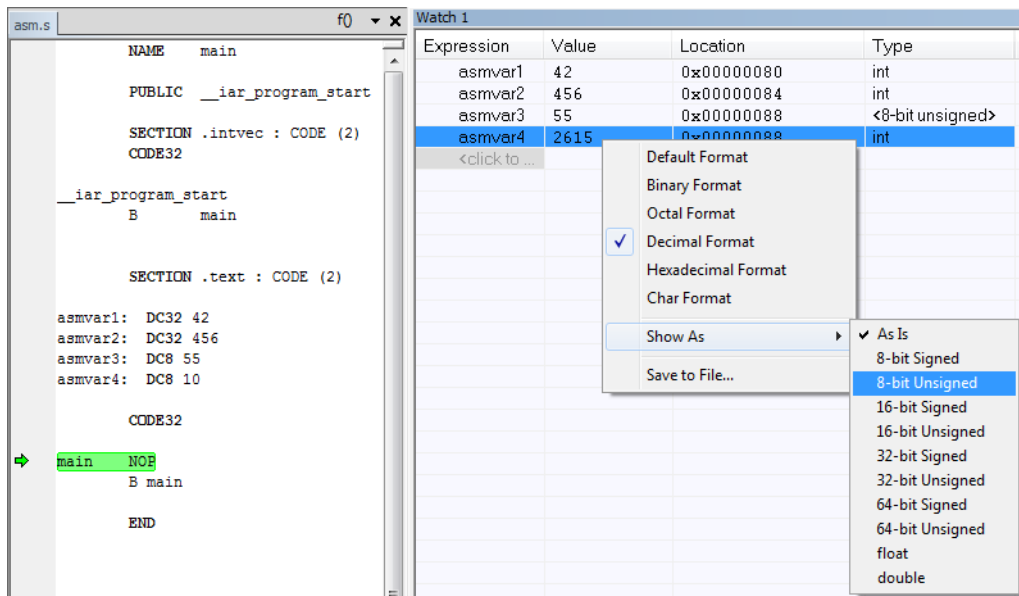 asm.s
f()
NAME main
PUBLIC __iar_program_start
SECTION .intvec : CODE (2)
CODE32
__iar_program_start
B main
SECTION .text : CODE (2)
asmvar1: DC32 42
asmvar2: DC32 456
asmvar3: DC8 55
asmvar4: DC8 10
CODE32
main NOP
B main
END
Watch 1
Expression Value Location Type
asmvar1 42 0x00000080 int
asmvar2 456 0x00000084 int
asmvar3 55 0x00000088 <8-bit unsigned>
asmvar4 2615 0x00000088 int
<click to ...
Default Format
Binary Format
Octal Format
Decimal Format
Hexadecimal Format
Char Format
Show As
Save to File...
As Is
8-bit Signed
8-bit Unsigned
16-bit Signed
16-bit Unsigned
32-bit Signed
32-bit Unsigned
64-bit Signed
64-bit Unsigned
float
double